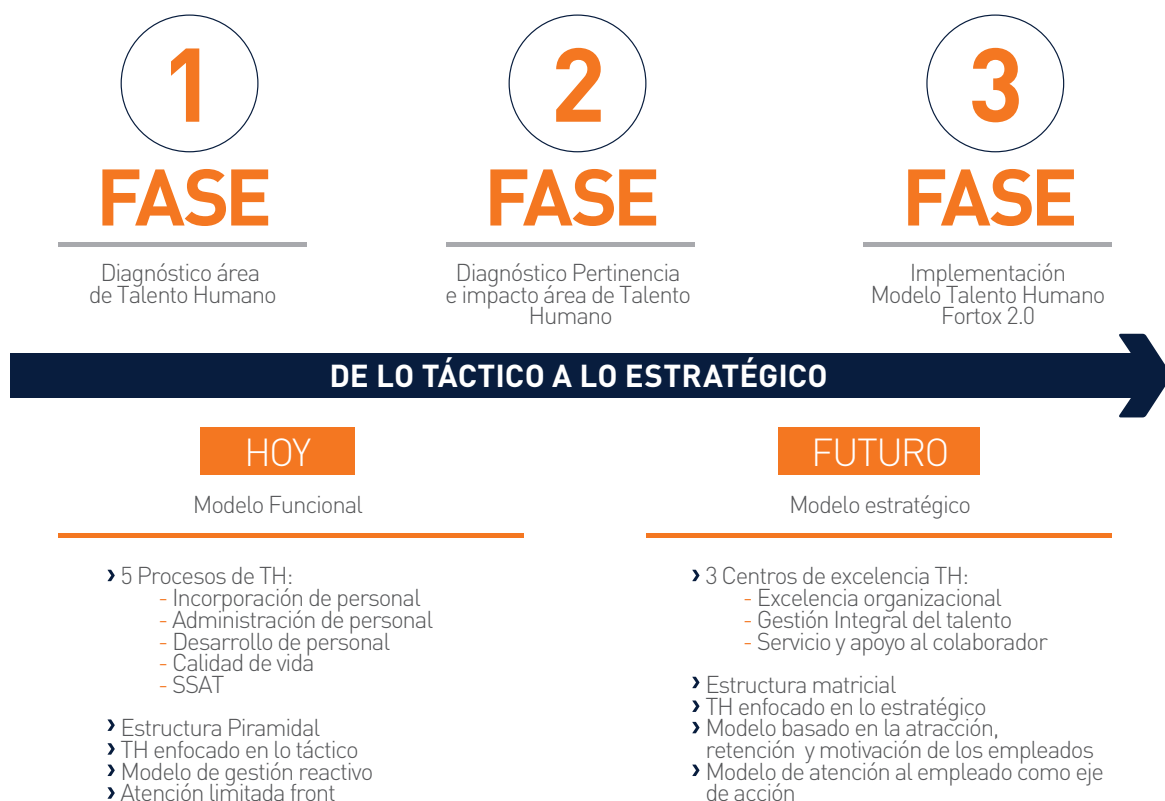 1
FASE
Diagnóstico área
de Talento Humano
2
FASE
Diagnóstico Pertinencia
e impacto área de Talento
Humano
3
FASE
Implementación
Modelo Talento Humano
Fortox 2.0
DE LO TÁCTICO A LO ESTRATÉGICO
HOY
Modelo Funcional
› 5 Procesos de TH:
- Incorporación de personal
- Administración de personal
- Desarrollo de personal
- Calidad de vida
- SSAT
› Estructura Piramidal
› TH enfocado en lo táctico
› Modelo de gestión reactivo
› Atención limitada front
FUTURO
Modelo estratégico
› 3 Centros de excelencia TH:
- Excelencia organizacional
- Gestión Integral del talento
- Servicio y apoyo al colaborador
› Estructura matricial
› TH enfocado en lo estratégico
› Modelo basado en la atracción,
retención y motivación de los empleados
› Modelo de atención al empleado como eje
de acción